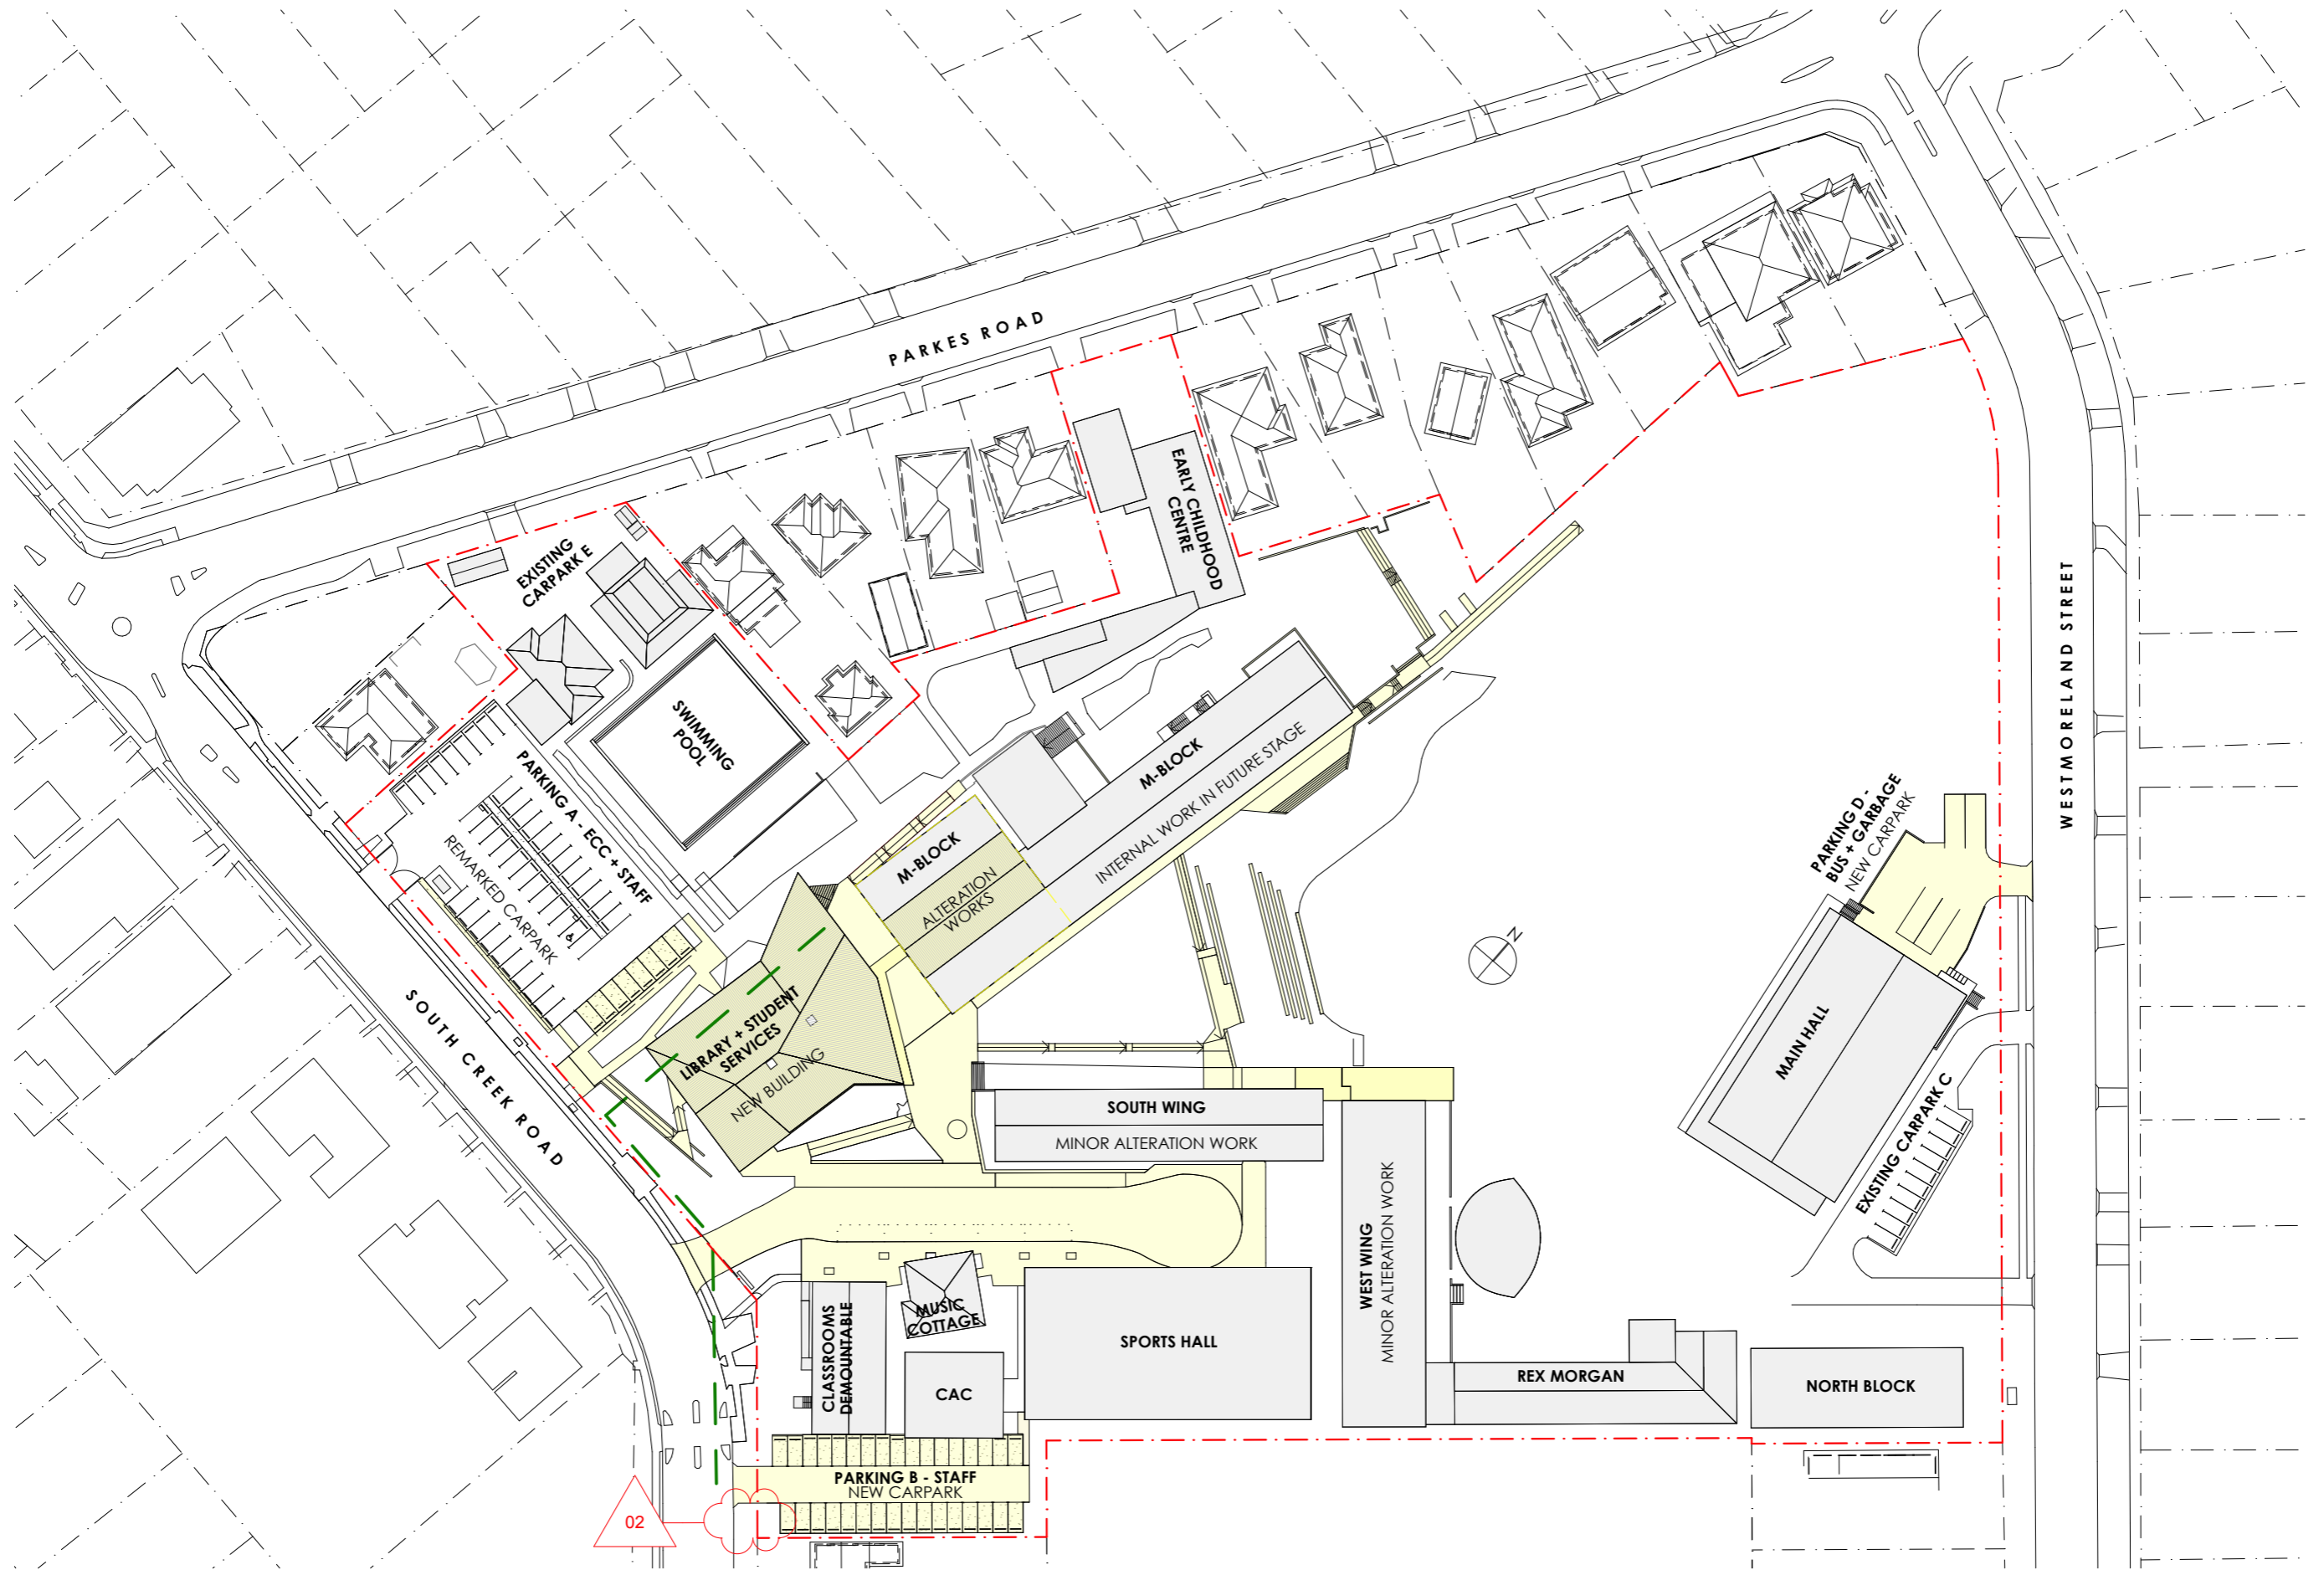 PARKES ROAD
EARLY CHILDHOOD
CENTRE
EXISTING
CARPARK E
SWIMMING
POOL
PARKING A - ECC + STAFF
REMARKED CARPARK
M-BLOCK
INTERNAL WORK IN FUTURE STAGE
M-BLOCK
ALTERATION
WORKS
WESTMORELAND STREET
PARKING D -
BUS + GARBAGE
NEW CARPARK
N
SOUTH CREEK ROAD
LIBRARY + STUDENT
SERVICES
NEW BUILDING
MAIN HALL
EXISTING CARPARK C
SOUTH WING
MINOR ALTERATION WORK
WEST WING
MINOR ALTERATION WORK
CLASSROOMS
DEMOUNTABLE
MUSIC
COTTAGE
SPORTS HALL
CAC
REX MORGAN
NORTH BLOCK
PARKING B - STAFF
NEW CARPARK
02